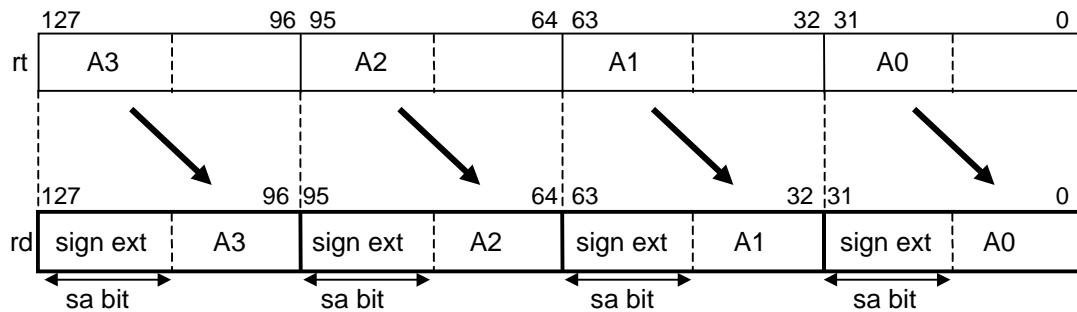 127 96 95 64 63 32 31 0
rt A3 A2 A1 A0
127 96 95 64 63 32 31 0
rd sign ext A3 sign ext A2 sign ext A1 sign ext A0
sa bit sa bit sa bit sa bit